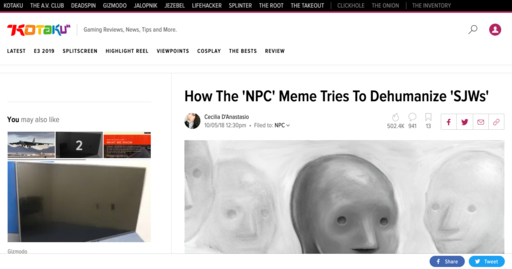 KOTAKU THE A.V. CLUB DEADSPIN GIZMODO JALOPNIK JEZEBEL LIFEHACKER SPLINTER THE ROOT THE TAKEOUT CLICKHOLE THE ONION THE INVENTORY
KOTAKU
Gaming Reviews, News, Tips and More.
LATEST E3 2019 SPLITSCREEN HIGHLIGHT REEL VIEWPOINTS COSPLAY THE BESTS REVIEW
How The 'NPC' Meme Tries To Dehumanize 'SJWs'
Cecilia D'Anastasio
10/05/18 12:30pm • Filed to: NPC
502.4K 941 13
You may also like
2
Gizmodo
Share Tweet